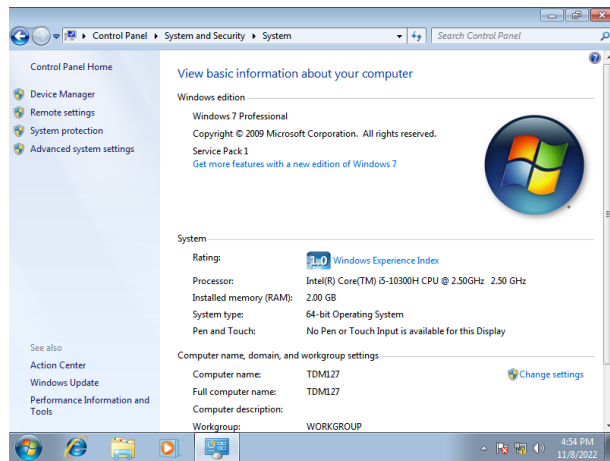 Control Panel ▸ System and Security ▸ System
Search Control Panel
Control Panel Home
Device Manager
Remote settings
System protection
Advanced system settings
See also
Action Center
Windows Update
Performance Information and
Tools
View basic information about your computer
Windows edition
Windows 7 Professional
Copyright © 2009 Microsoft Corporation. All rights reserved.
Service Pack 1
Get more features with a new edition of Windows 7
System
Rating: 1.0 Windows Experience Index
Processor: Intel(R) Core(TM) i5-10300H CPU @ 2.50GHz 2.50 GHz
Installed memory (RAM): 2.00 GB
System type: 64-bit Operating System
Pen and Touch: No Pen or Touch Input is available for this Display
Computer name, domain, and workgroup settings
Computer name: TDM127 Change settings
Full computer name: TDM127
Computer description:
Workgroup: WORKGROUP
4:54 PM
11/8/2022